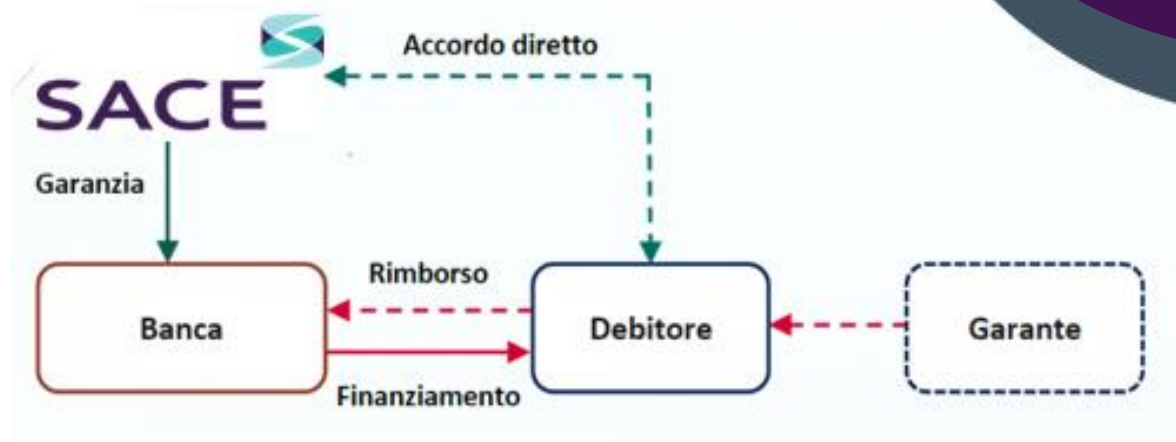 Accordo diretto
SACE
Garanzia
Rimborso
Banca
Debitore
Garante
Finanziamento